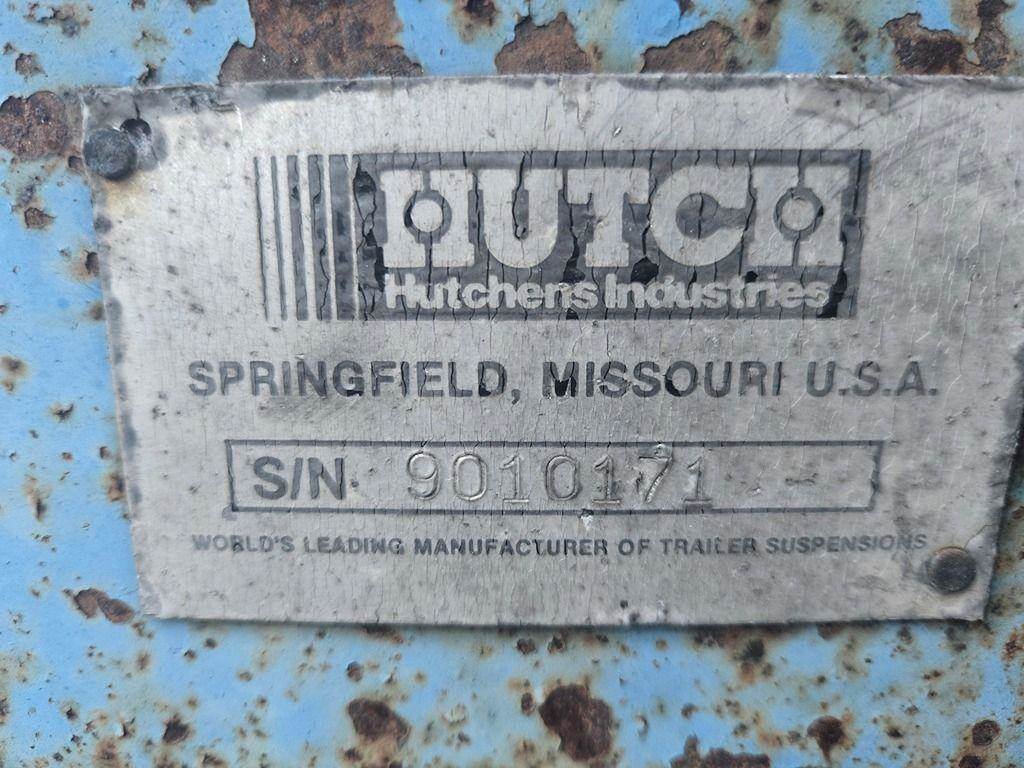 HUTCH
Hutchens Industries
SPRINGFIELD, MISSOURI U.S.A.
S/N 9010171
WORLD'S LEADING MANUFACTURER OF TRAILER SUSPENSIONS